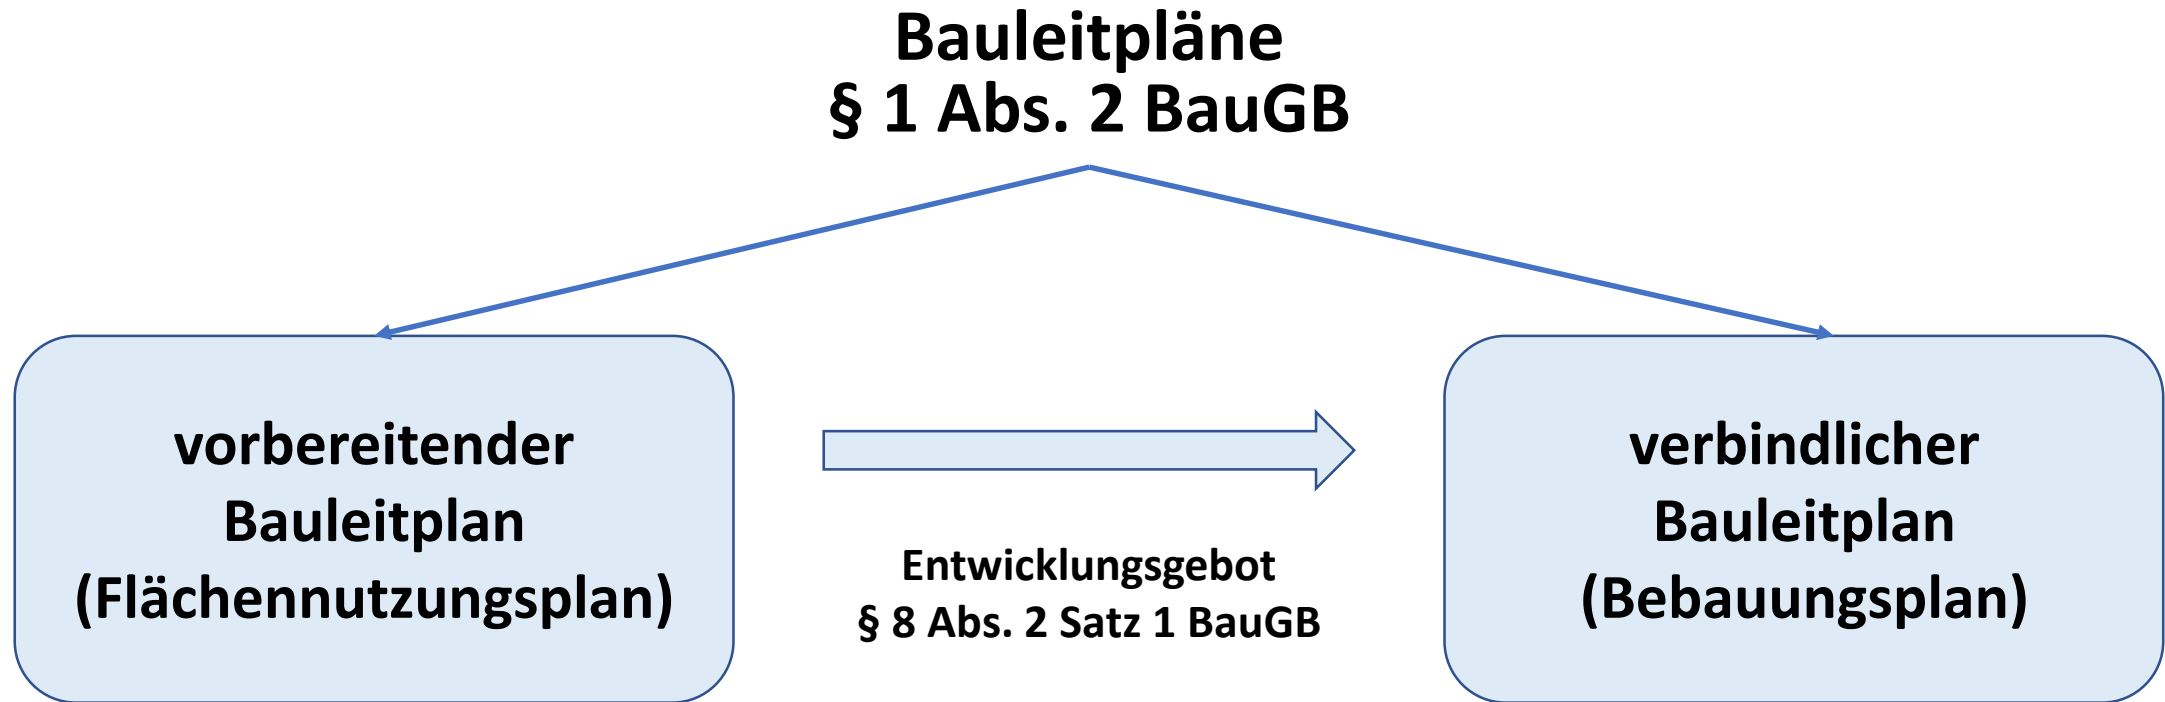 Bauleitpläne
§ 1 Abs. 2 BauGB
vorbereitender
Bauleitplan
(Flächennutzungsplan)
Entwicklungsgebot
§ 8 Abs. 2 Satz 1 BauGB
verbindlicher
Bauleitplan
(Bebauungsplan)